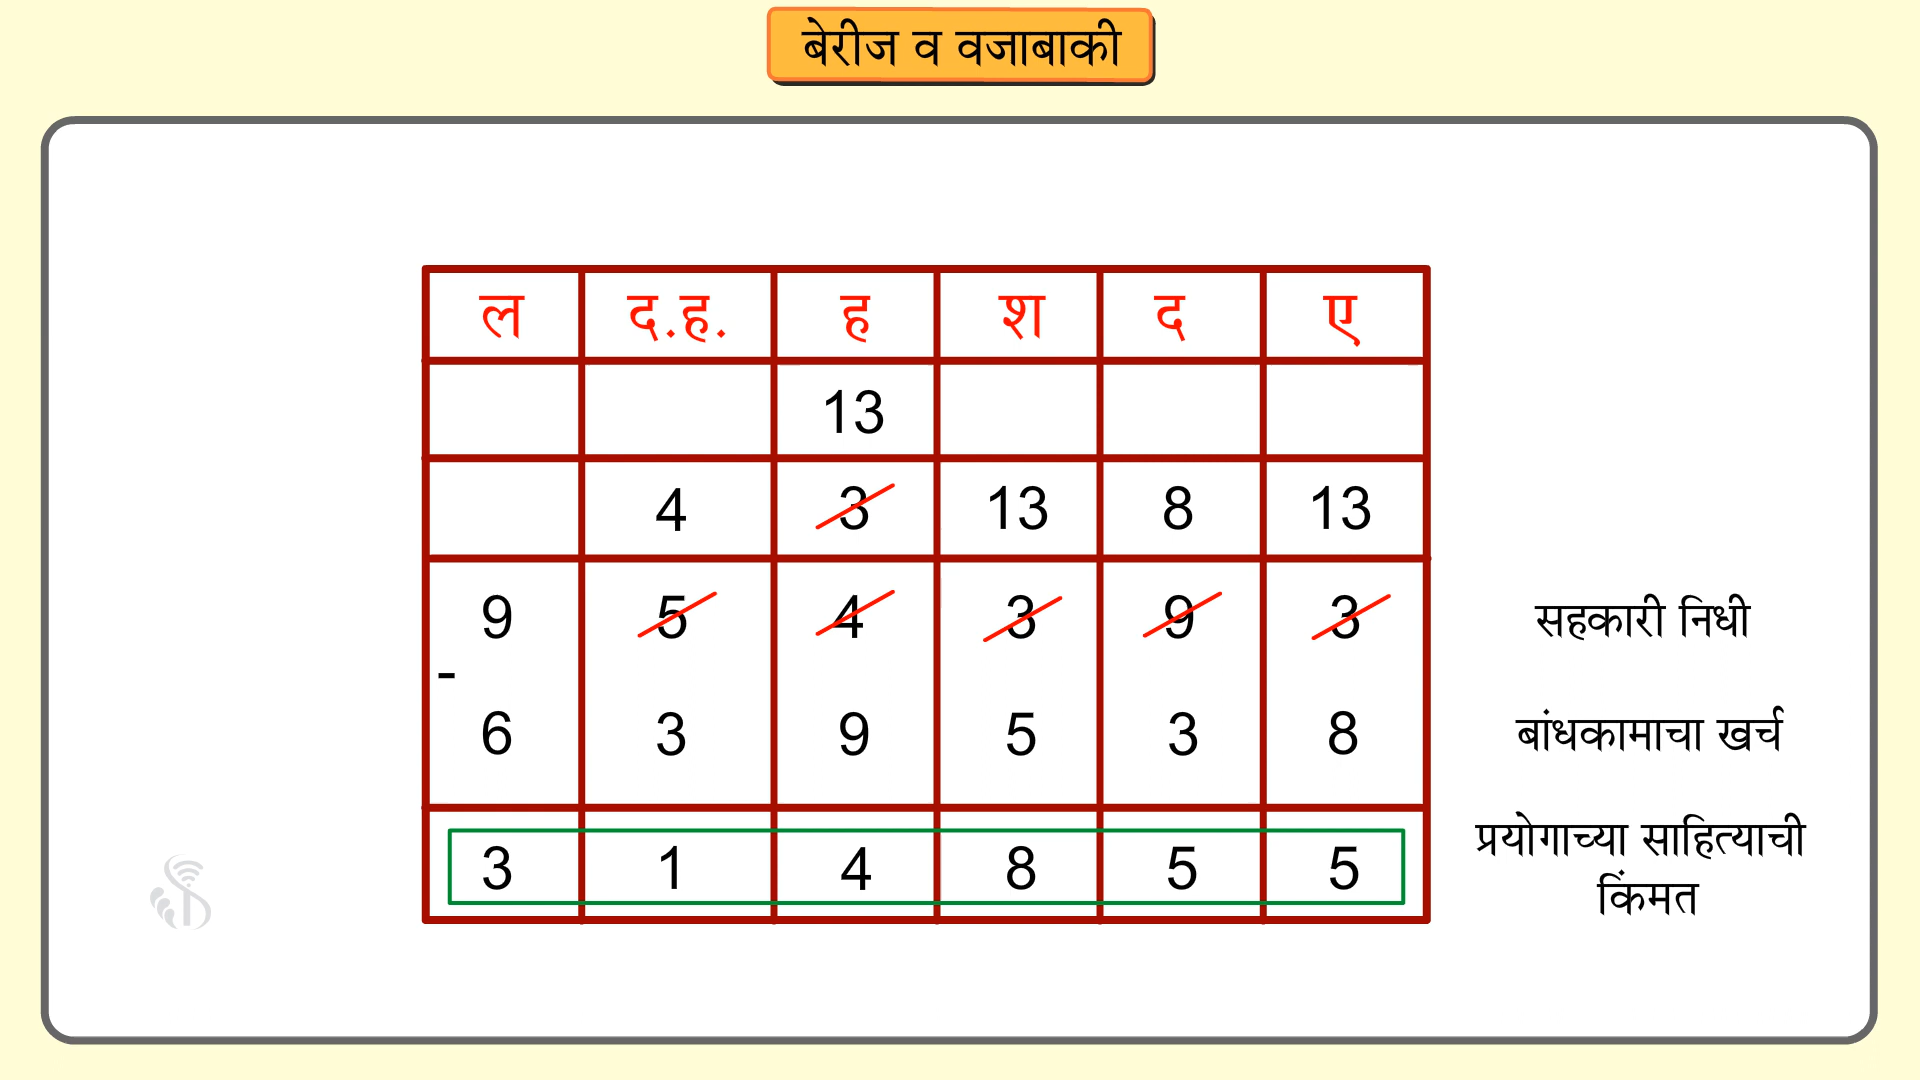 बेरीज व वजाबाकी
ल द.ह. ह श द ए
13
4 3 13 8 13
9 5 4 3 9 3 सहकारी निधी
-
6 3 9 5 3 8 बांधकामाचा खर्च
3 1 4 8 5 5 प्रयोगाच्या साहित्याची
किंमत